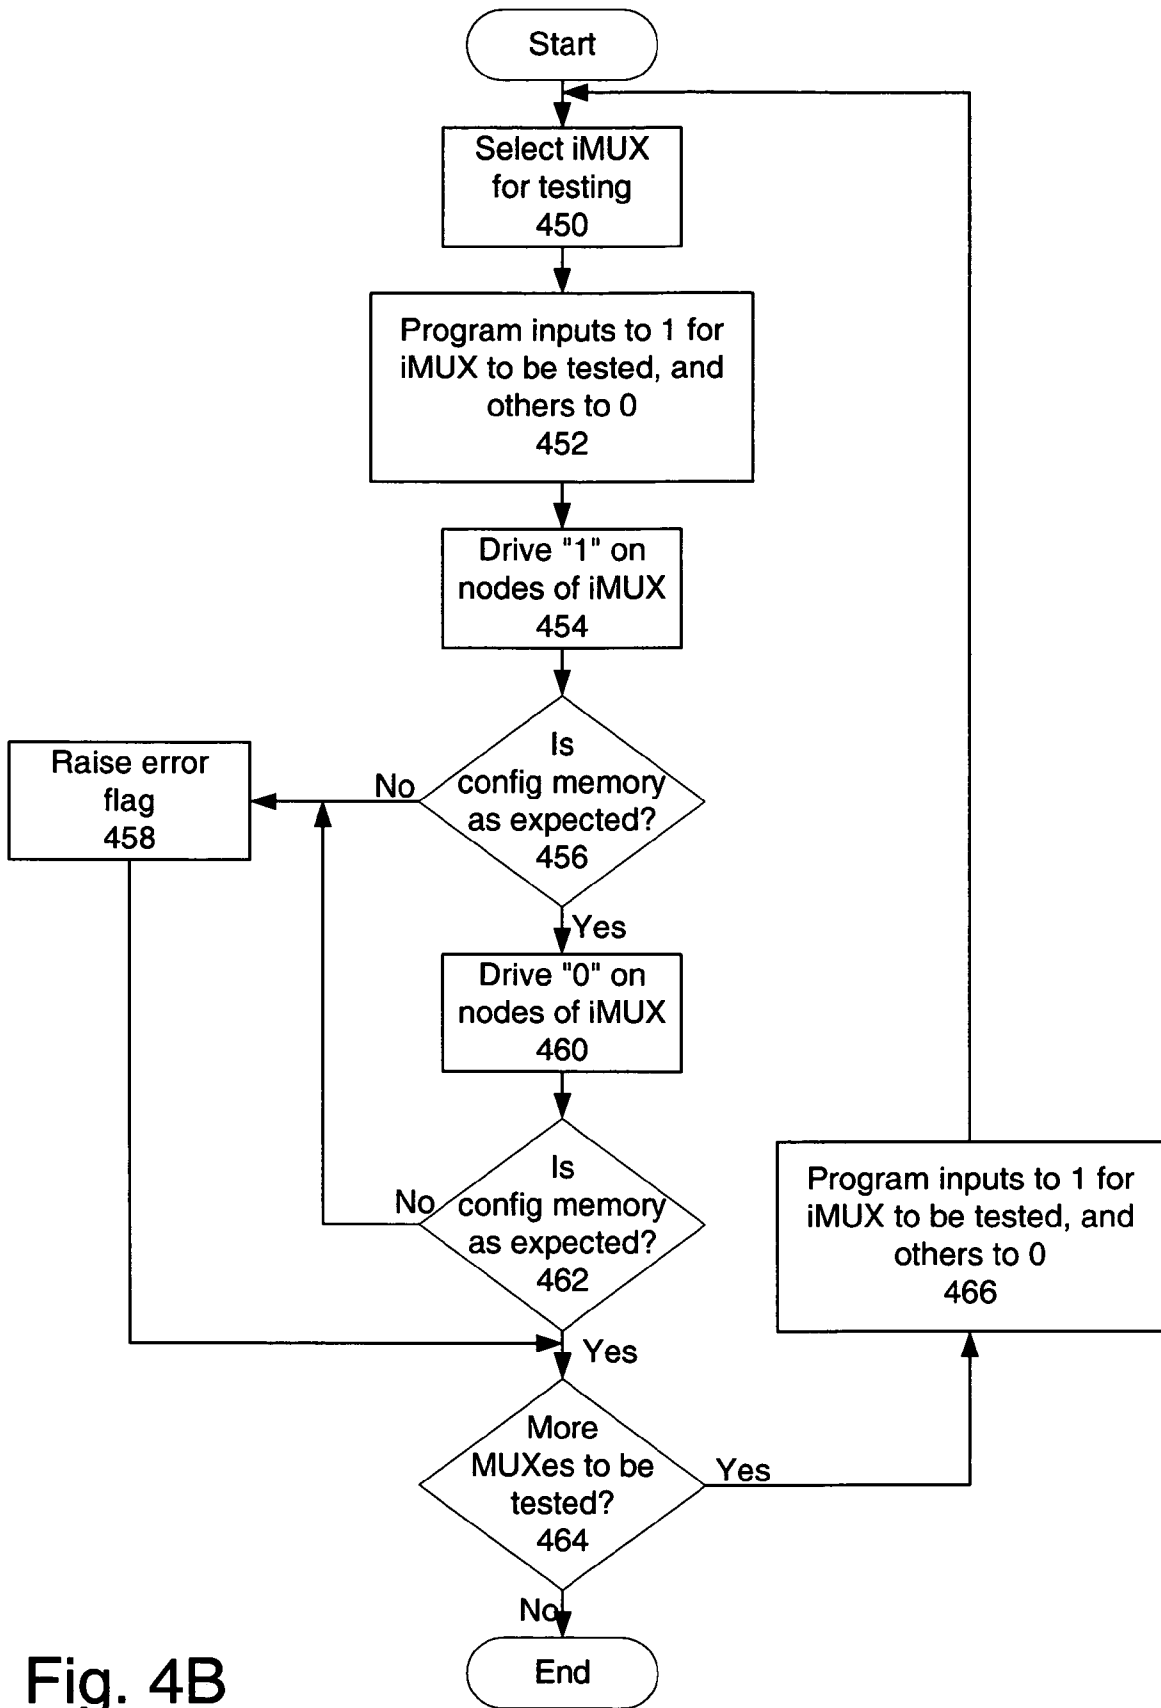 Start
Select iMUX
for testing
450
Program inputs to 1 for
iMUX to be tested, and
others to 0
452
Drive "1" on
nodes of iMUX
454
Is
config memory
as expected?
456
No
Raise error
flag
458
Yes
Drive "0" on
nodes of iMUX
460
Is
config memory
as expected?
462
No
Yes
Program inputs to 1 for
iMUX to be tested, and
others to 0
466
More
MUXes to be
tested?
464
Yes
No
End
Fig. 4B